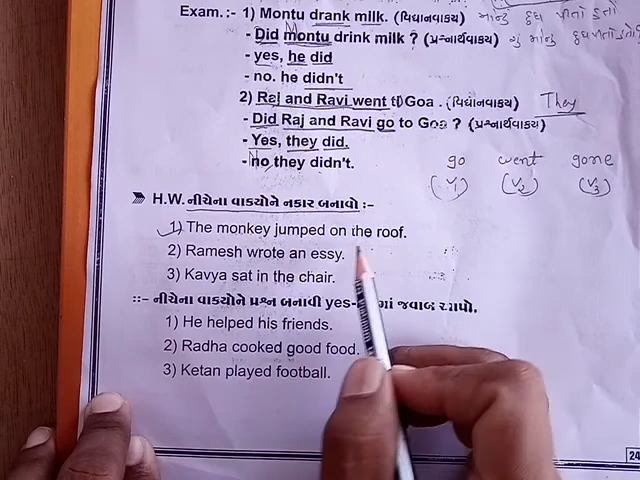 Exam.:- 1) Montu drank milk. (વિધાનવાક્ય) મોન્ટુ દૂધ પીતો હતો
- Did montu drink milk ? (પ્રશ્નાર્થવાક્ય) શું મોન્ટુ દૂધ પીતો હતો
- yes, he did
- no. he didn't
2) Raj and Ravi went to Goa . (વિધાનવાક્ય) They
- Did Raj and Ravi go to Goa ? (પ્રશ્નાર્થવાક્ય)
- Yes, they did.
- no they didn't.
go went gone
(V1) (V2) (V3)
H.W. નીચેના વાક્યોને નકાર બનાવો :-
1) The monkey jumped on the roof.
2) Ramesh wrote an essy.
3) Kavya sat in the chair.
::- નીચેના વાક્યોને પ્રશ્ન બનાવી yes- માં જવાબ આપો.
1) He helped his friends.
2) Radha cooked good food.
3) Ketan played football.
24